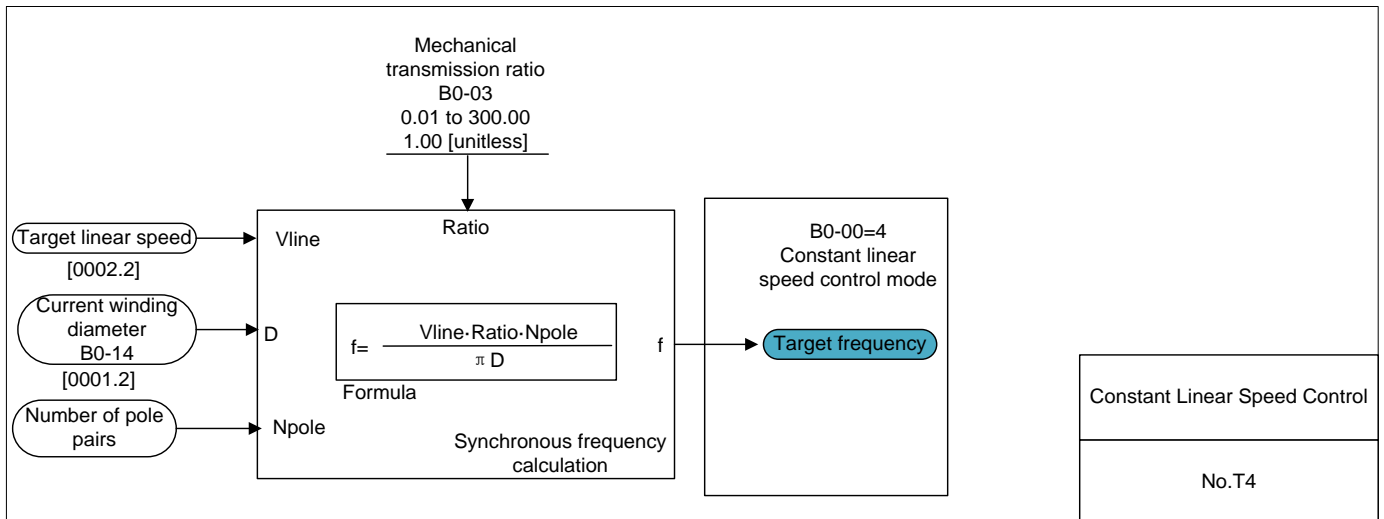 Mechanical
transmission ratio
B0-03
0.01 to 300.00
1.00 [unitless]
Target linear speed
[0002.2]
Current winding
diameter
B0-14
[0001.2]
Number of pole
pairs
Vline
Ratio
D
Npole
f=
Vline·Ratio·Npole
π D
Formula
f
Synchronous frequency
calculation
B0-00=4
Constant linear
speed control mode
Target frequency
Constant Linear Speed Control
No.T4